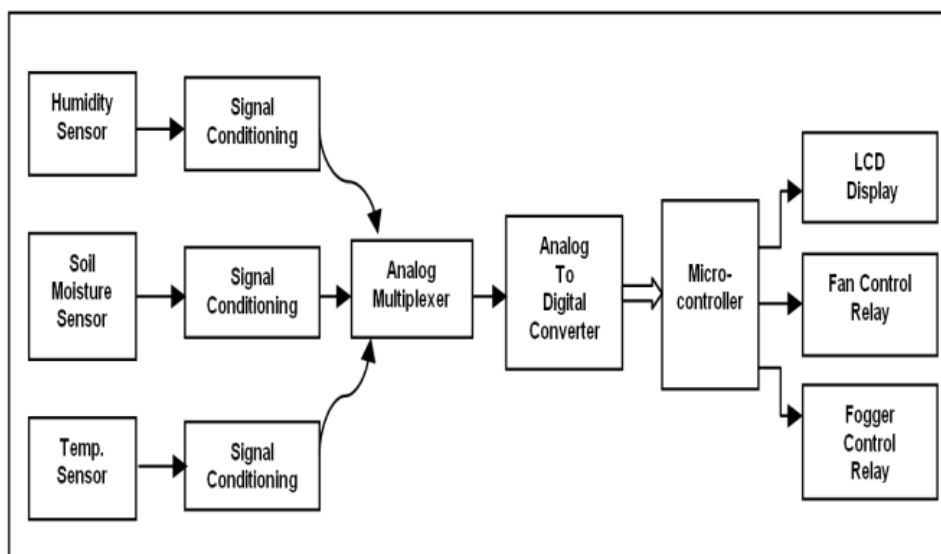 Humidity
Sensor
Signal
Conditioning
Soil
Moisture
Sensor
Signal
Conditioning
Temp.
Sensor
Signal
Conditioning
Analog
Multiplexer
Analog
To
Digital
Converter
Micro-
controller
LCD
Display
Fan Control
Relay
Fogger
Control
Relay